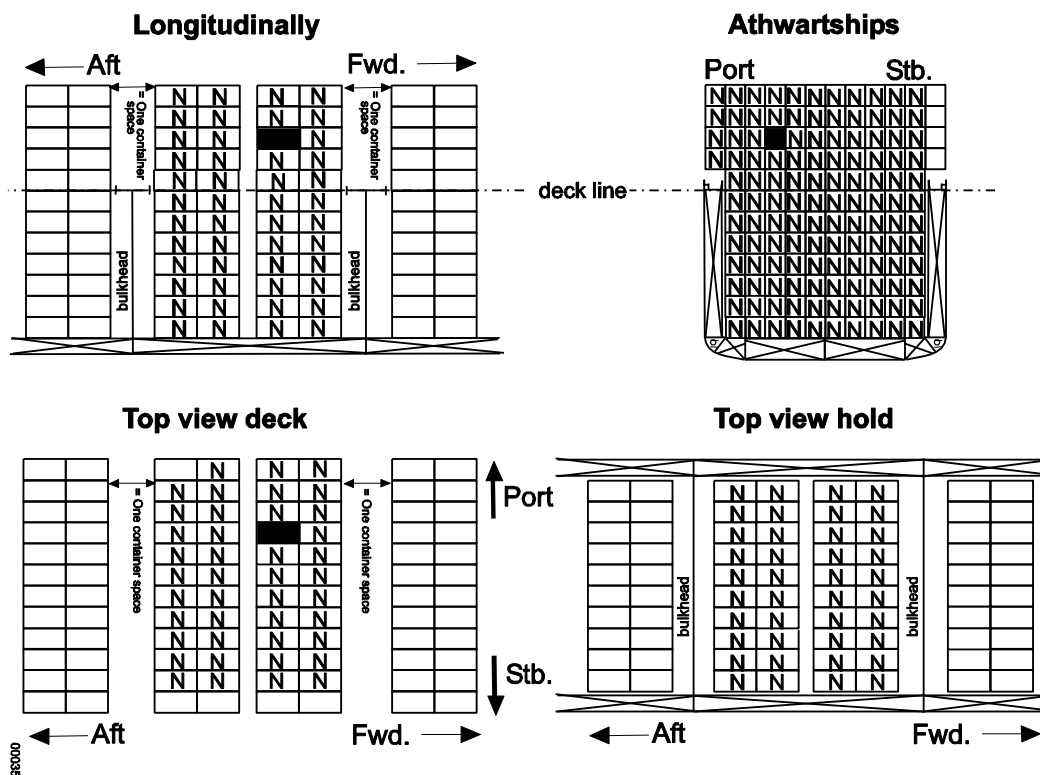 Longitudinally
Aft
Fwd.
= One container
space
= One container
space
N N N N
N N N N
N N N
N N N N
N N N N
N N N N
N N N N
N N N N
N N N N
N N N N
N N N N
N N N N
bulkhead
bulkhead
deck line
Athwartships
Port
Stb.
N N N N N N N N N N N
N N N N N N N N N N N
N N N N N N N N N N
N N N N N N N N N N N
N N N N N N N N N N
N N N N N N N N N N
N N N N N N N N N N
N N N N N N N N N N
N N N N N N N N N N
N N N N N N N N N N
N N N N N N N N N N
N N N N N N N N N N
Top view deck
= One container space
= One container space
N N N
N N N N
N N N N
N N N
N N N N
N N N N
N N N N
N N N N
N N N N
N N N N
N N N N
Port
Stb.
Aft
Fwd.
Top view hold
bulkhead
bulkhead
N N N N
N N N N
N N N N
N N N N
N N N N
N N N N
N N N N
N N N N
N N N N
N N N N
Aft
Fwd.